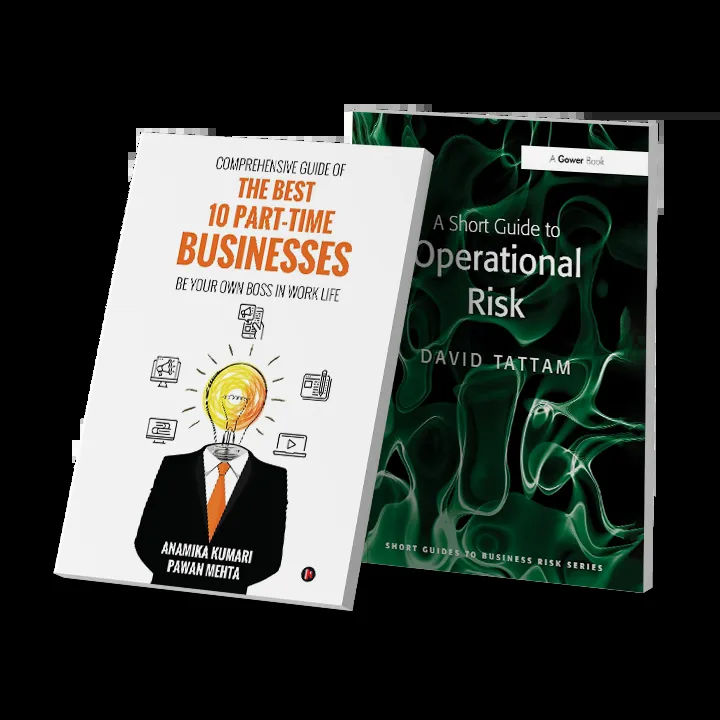 COMPREHENSIVE GUIDE OF
THE BEST
10 PART-TIME
BUSINESSES
BE YOUR OWN BOSS IN WORK LIFE
ANAMIKA KUMARI
PAWAN MEHTA
A Gower Book
A Short Guide to
Operational
Risk
DAVID TATTAM
SHORT GUIDES TO BUSINESS RISK SERIES